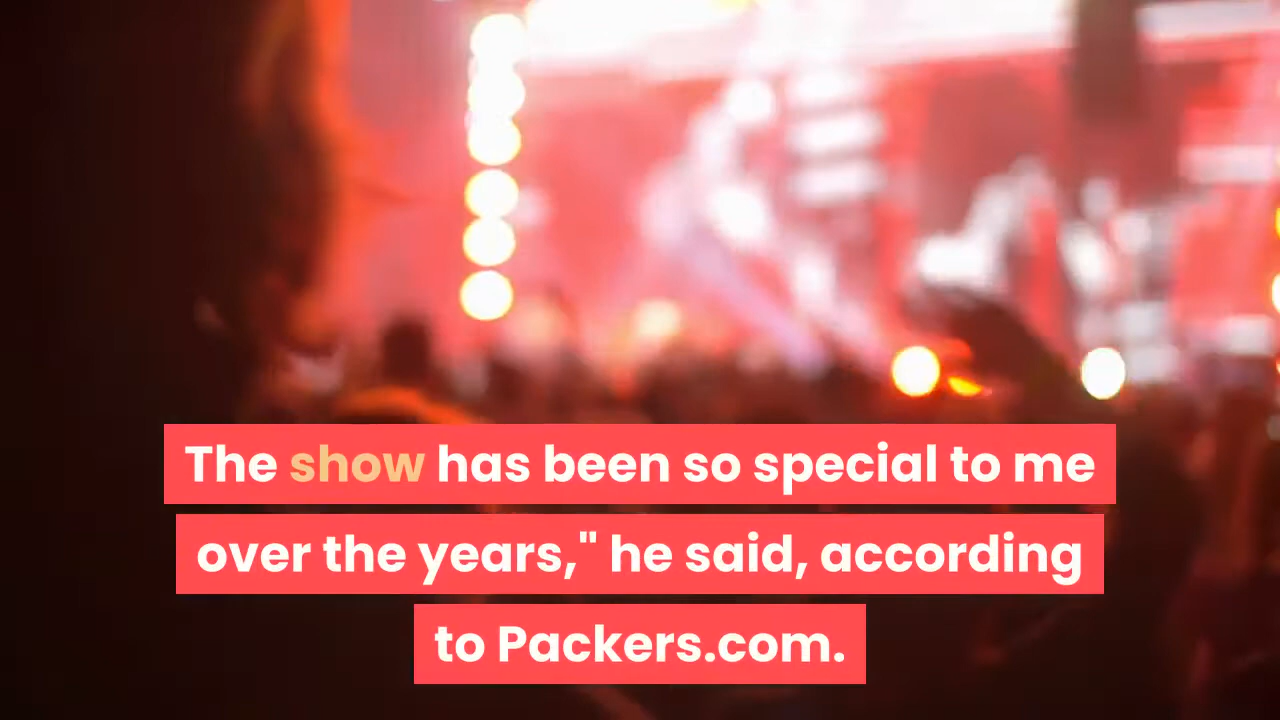 The show has been so special to me
over the years," he said, according
to Packers.com.